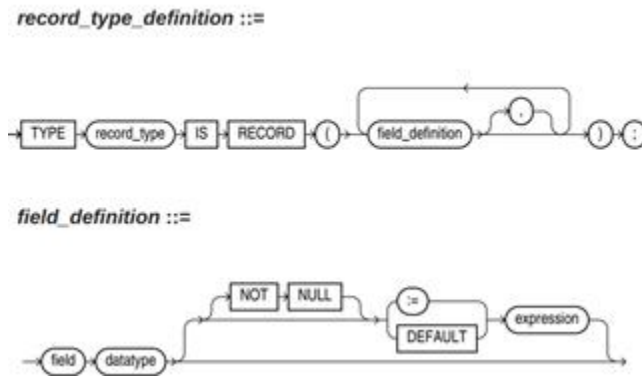 record_type_definition ::=
TYPE record_type IS RECORD ( field_definition , ) :
field_definition ::=
NOT NULL := DEFAULT expression
field datatype